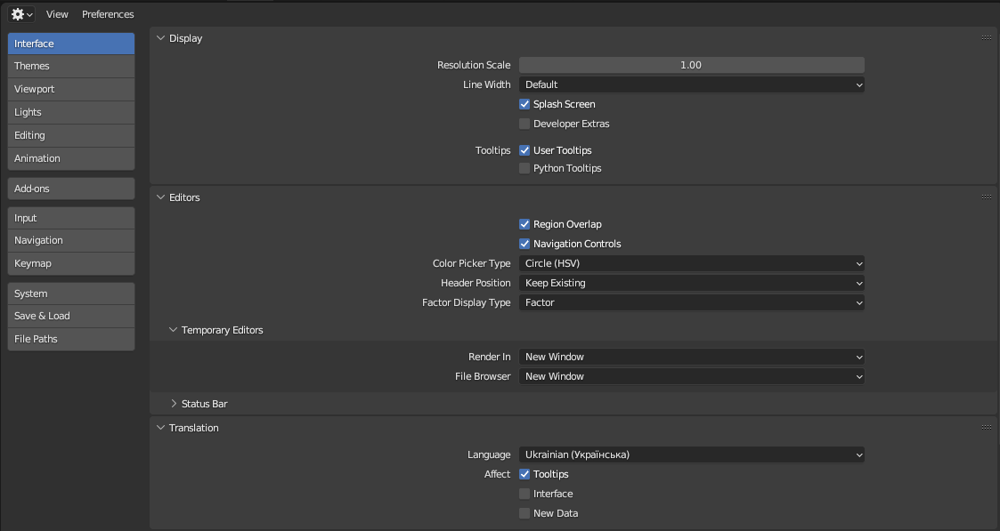 View Preferences
Interface
Themes
Viewport
Lights
Editing
Animation
Add-ons
Input
Navigation
Keymap
System
Save & Load
File Paths
Display
Resolution Scale 1.00
Line Width Default
Splash Screen
Developer Extras
Tooltips User Tooltips
Python Tooltips
Editors
Region Overlap
Navigation Controls
Color Picker Type Circle (HSV)
Header Position Keep Existing
Factor Display Type Factor
Temporary Editors
Render In New Window
File Browser New Window
Status Bar
Translation
Language Ukrainian (Українська)
Affect Tooltips
Interface
New Data